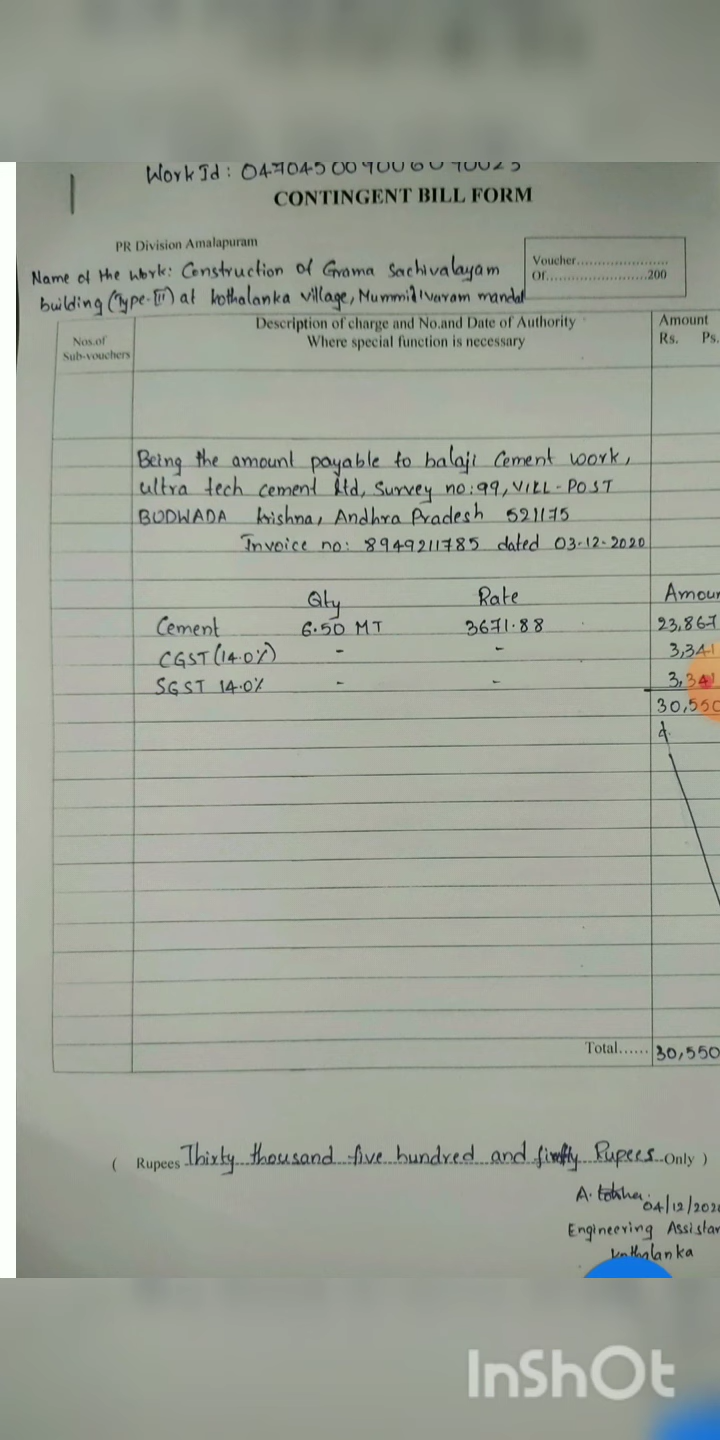 Work Id :
CONTINGENT BILL FORM
PR Division Amalapuram
Name of the work: Construction of Grama Sachivalayam
building (Type-III) at kothalanka village, Mummidivaram mandal
Voucher......................
Of........................200
Nos.of
Sub-vouchers
Description of charge and No.and Date of Authority
Where special function is necessary
Amount
Rs. Ps.
Being the amount payable to balaji Cement work,
ultra tech cement ltd, Survey no:99, VILL-POST
BUDWADA krishna, Andhra Pradesh 521175
Invoice no: 8949211785 dated 03-12-2020
Qty Rate Amoun
Cement 6.50 MT 3671.88 23,867
CGST (14.0%) - - 3,341
SGST 14.0% - - 3,341
30,550
Total...... 30,550
( Rupees Thirty thousand five hundred and fifty Rupees Only )
04/12/202
Engineering Assistan
kothalanka
InShOt